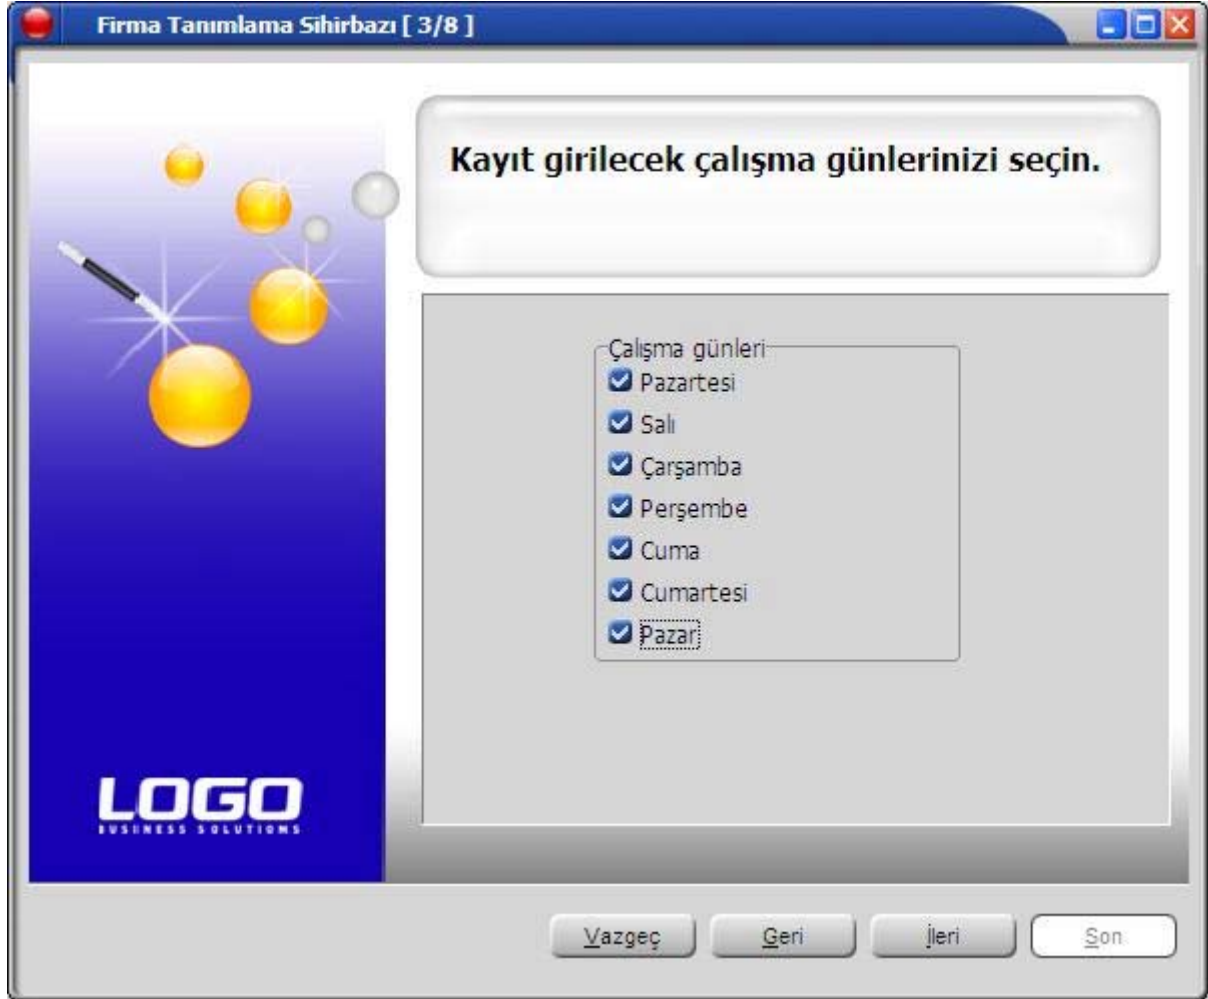 Firma Tanımlama Sihirbazı [ 3/8 ]
Kayıt girilecek çalışma günlerinizi seçin.
Çalışma günleri
Pazartesi
Salı
Çarşamba
Perşembe
Cuma
Cumartesi
Pazar
LOGO
BUSINESS SOLUTIONS
Vazgeç
Geri
İleri
Son